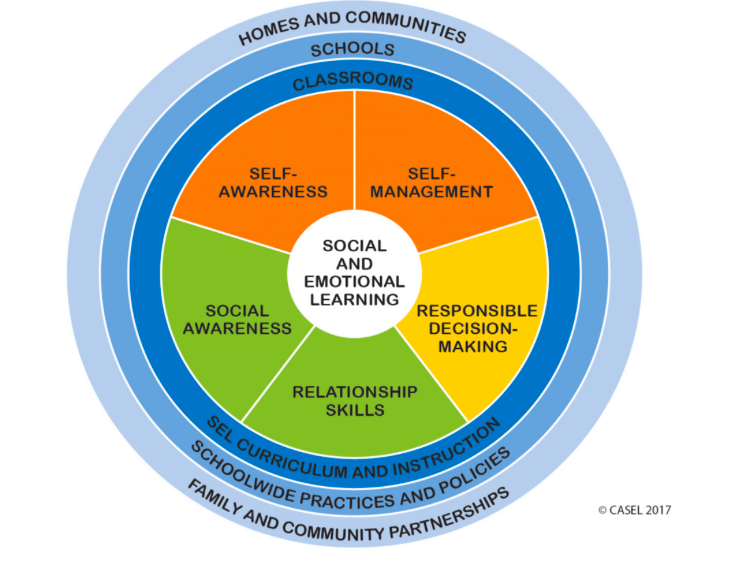 HOMES AND COMMUNITIES
SCHOOLS
CLASSROOMS
SELF-
AWARENESS
SELF-
MANAGEMENT
SOCIAL
AND
EMOTIONAL
LEARNING
SOCIAL
AWARENESS
RESPONSIBLE
DECISION-
MAKING
RELATIONSHIP
SKILLS
SEL CURRICULUM AND INSTRUCTION
SCHOOLWIDE PRACTICES AND POLICIES
FAMILY AND COMMUNITY PARTNERSHIPS
© CASEL 2017